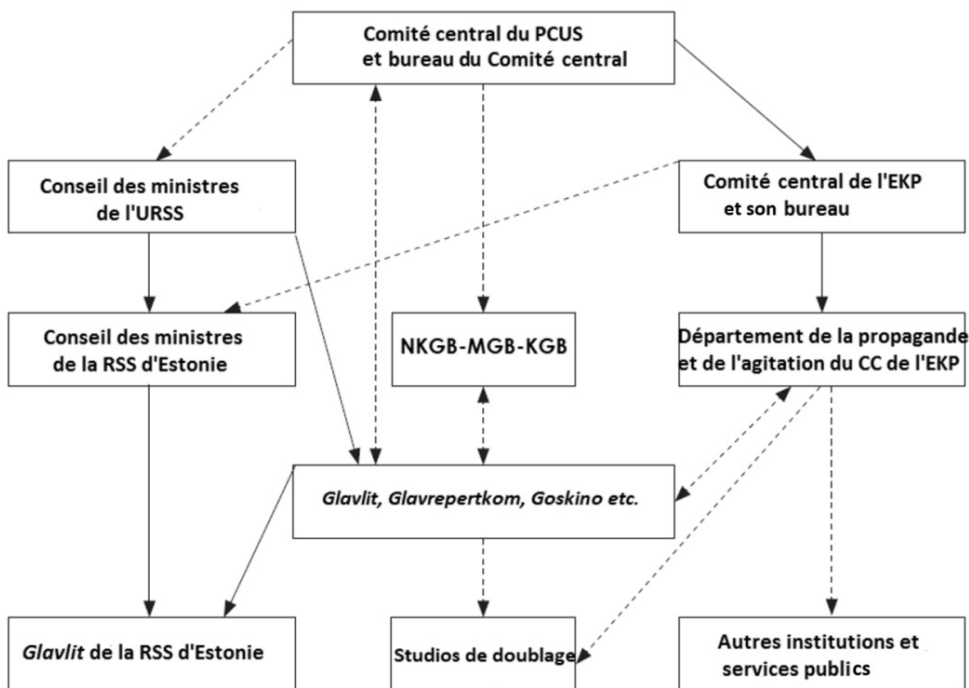 Comité central du PCUS
et bureau du Comité central
Conseil des ministres
de l'URSS
Comité central de l'EKP
et son bureau
Conseil des ministres
de la RSS d'Estonie
NKGB-MGB-KGB
Département de la propagande
et de l'agitation du CC de l'EKP
Glavlit, Glavrepertkom, Goskino etc.
Glavlit de la RSS d'Estonie
Studios de doublage
Autres institutions et
services publics